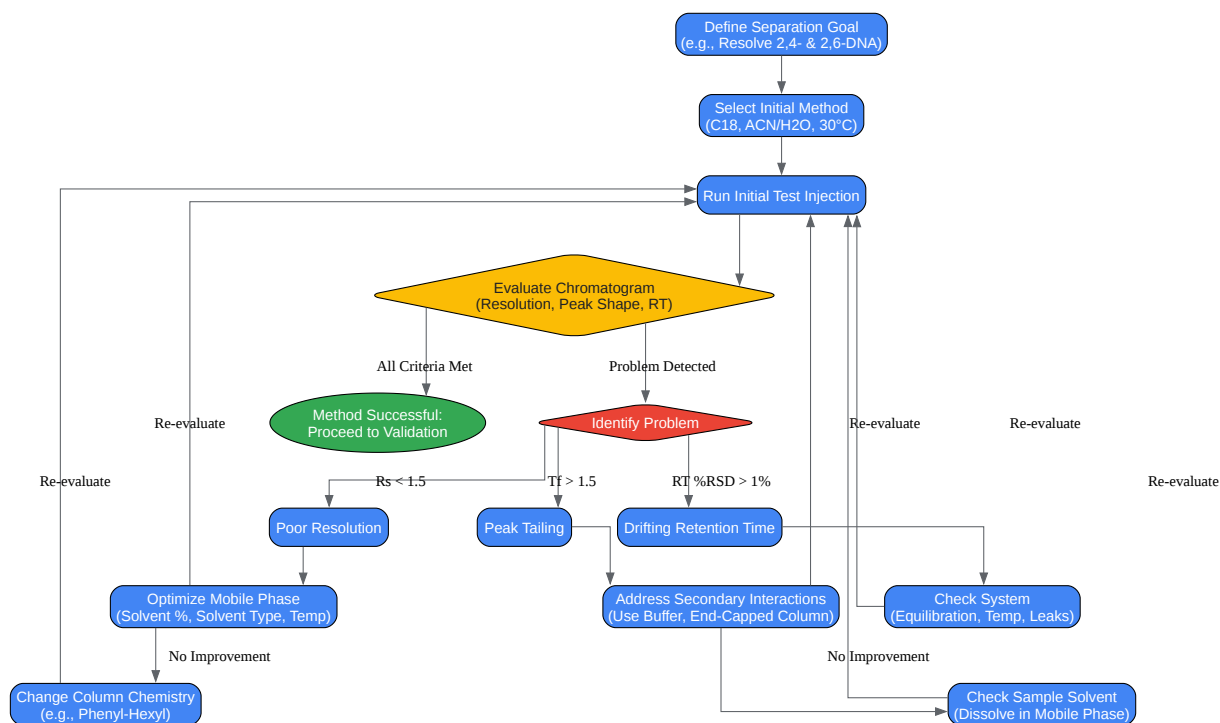 Define Separation Goal
(e.g., Resolve 2,4- & 2,6-DNA)
Select Initial Method
(C18, ACN/H2O, 30°C)
Run Initial Test Injection
Evaluate Chromatogram
(Resolution, Peak Shape, RT)
All Criteria Met
Problem Detected
Method Successful:
Proceed to Validation
Identify Problem
Re-evaluate
Re-evaluate
Re-evaluate
Re-evaluate
Re-evaluate
Rs < 1.5
Tf > 1.5
RT %RSD > 1%
Poor Resolution
Peak Tailing
Drifting Retention Time
Optimize Mobile Phase
(Solvent %, Solvent Type, Temp)
Address Secondary Interactions
(Use Buffer, End-Capped Column)
Check System
(Equilibration, Temp, Leaks)
No Improvement
No Improvement
Change Column Chemistry
(e.g., Phenyl-Hexyl)
Check Sample Solvent
(Dissolve in Mobile Phase)